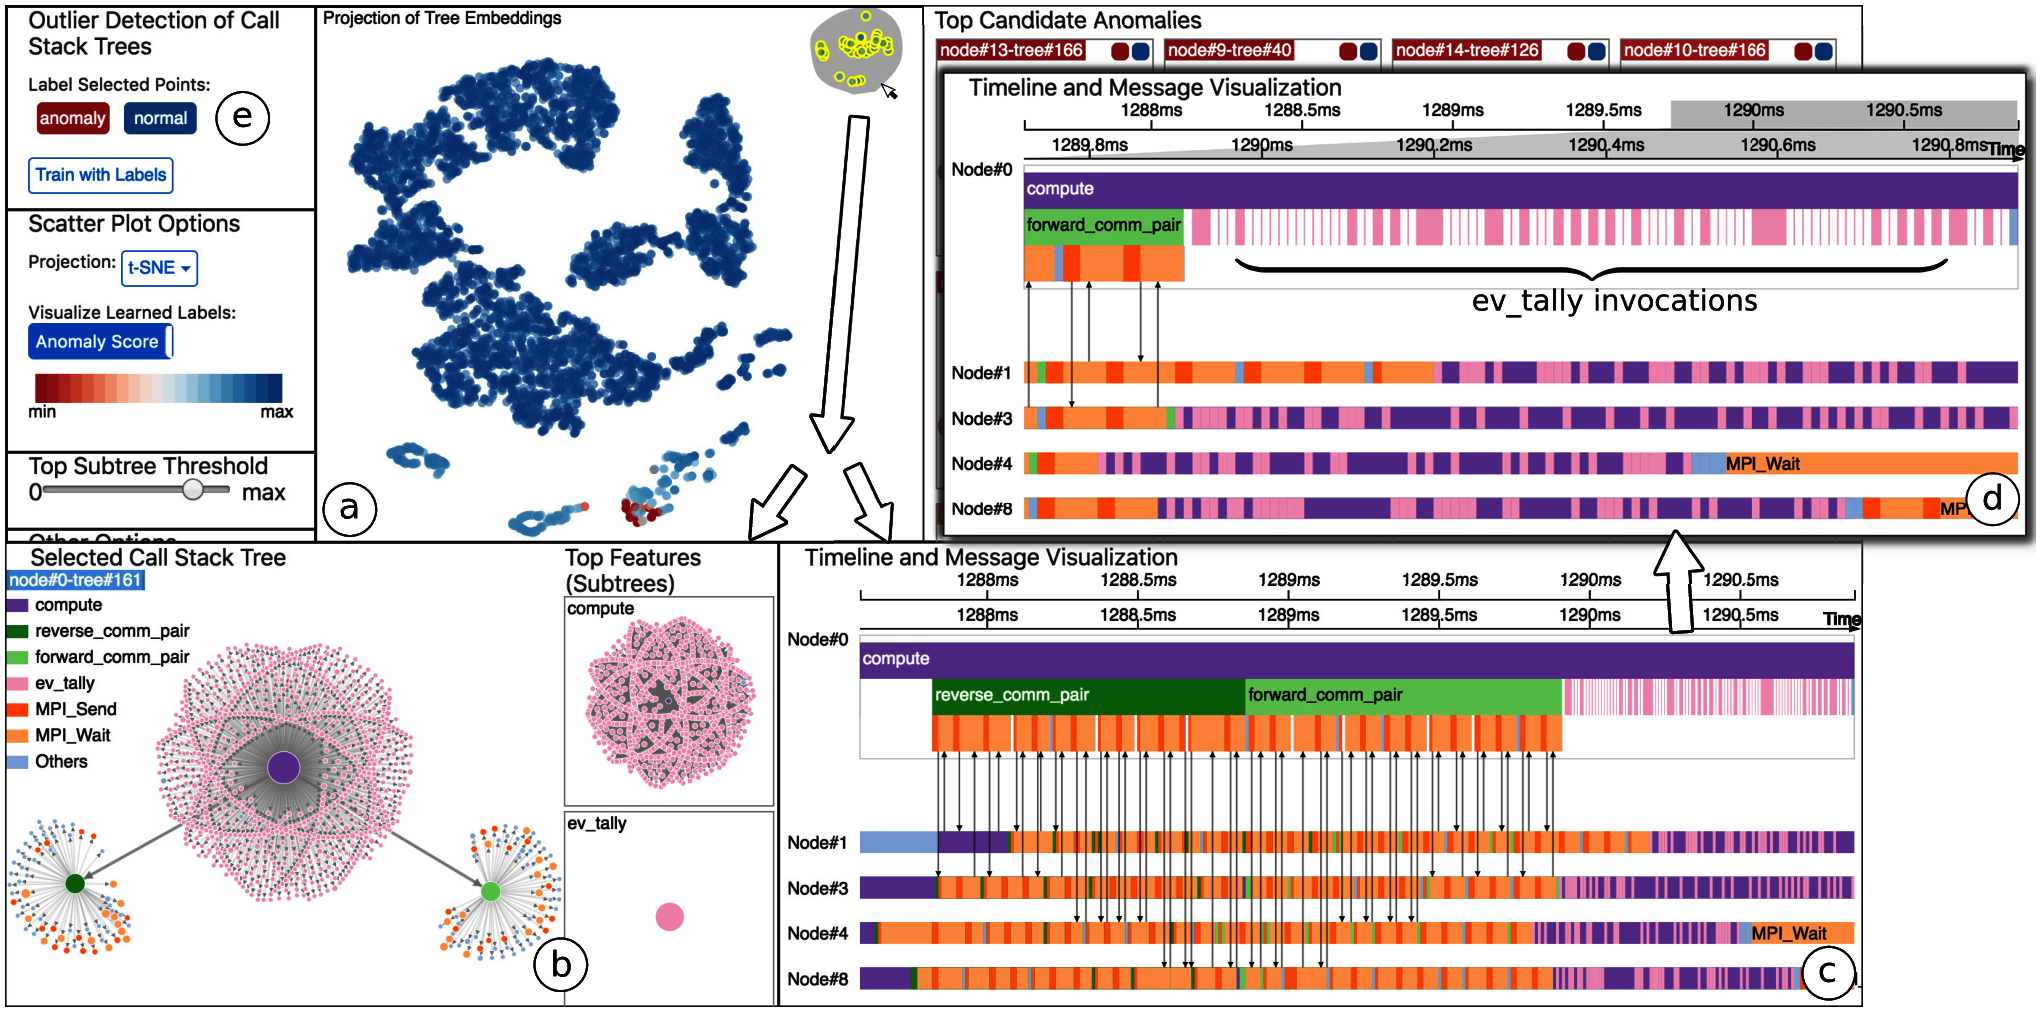 Outlier Detection of Call
Stack Trees
Label Selected Points:
anomaly
normal
e
Train with Labels
Scatter Plot Options
Projection:
t-SNE
Visualize Learned Labels:
Anomaly Score
min
max
Top Subtree Threshold
0
max
Other Options
Projection of Tree Embeddings
a
Top Candidate Anomalies
node#13-tree#166
node#9-tree#40
node#14-tree#126
node#10-tree#166
Timeline and Message Visualization
1288ms
1288.5ms
1289ms
1289.5ms
1290ms
1290.5ms
1289.8ms
1290ms
1290.2ms
1290.4ms
1290.6ms
1290.8ms
Time
Node#0
compute
forward_comm_pair
ev_tally invocations
Node#1
Node#3
Node#4
MPI_Wait
Node#8
MP
d
Selected Call Stack Tree
node#0-tree#161
compute
reverse_comm_pair
forward_comm_pair
ev_tally
MPI_Send
MPI_Wait
Others
b
Top Features
(Subtrees)
compute
ev_tally
Timeline and Message Visualization
1288ms
1288.5ms
1289ms
1289.5ms
1290ms
1290.5ms
1288ms
1288.5ms
1289ms
1289.5ms
1290ms
1290.5ms
Time
Node#0
compute
reverse_comm_pair
forward_comm_pair
Node#1
Node#3
Node#4
MPI_Wait
Node#8
c